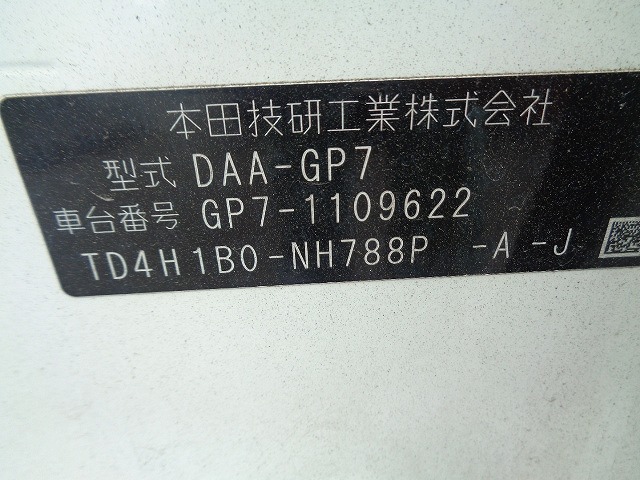 本田技研工業株式会社
型式 DAA-GP7
車台番号 GP7-1109622
TD4H1B0-NH788P -A -J